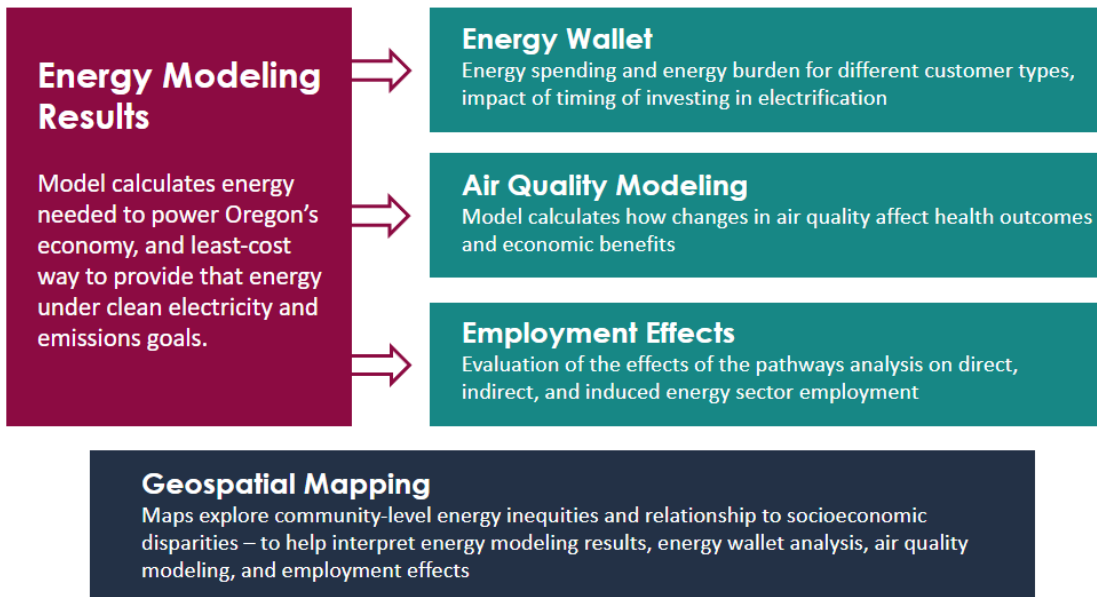 Energy Modeling
Results
Model calculates energy
needed to power Oregon’s
economy, and least-cost
way to provide that energy
under clean electricity and
emissions goals.
Energy Wallet
Energy spending and energy burden for different customer types,
impact of timing of investing in electrification
Air Quality Modeling
Model calculates how changes in air quality affect health outcomes
and economic benefits
Employment Effects
Evaluation of the effects of the pathways analysis on direct,
indirect, and induced energy sector employment
Geospatial Mapping
Maps explore community-level energy inequities and relationship to socioeconomic
disparities – to help interpret energy modeling results, energy wallet analysis, air quality
modeling, and employment effects